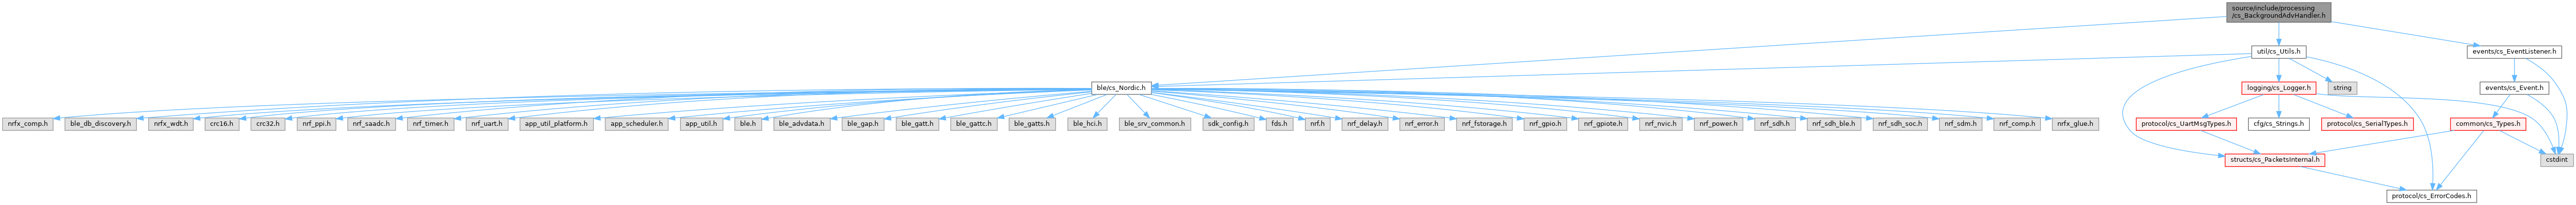 source/include/processing
/cs_BackgroundAdvHandler.h
util/cs_Utils.h
events/cs_EventListener.h
ble/cs_Nordic.h
logging/cs_Logger.h
string
events/cs_Event.h
nrfx_comp.h
ble_db_discovery.h
nrfx_wdt.h
crc16.h
crc32.h
nrf_ppi.h
nrf_saadc.h
nrf_timer.h
nrf_uart.h
app_util_platform.h
app_scheduler.h
app_util.h
ble.h
ble_advdata.h
ble_gap.h
ble_gatt.h
ble_gattc.h
ble_gatts.h
ble_hci.h
ble_srv_common.h
sdk_config.h
fds.h
nrf.h
nrf_delay.h
nrf_error.h
nrf_fstorage.h
nrf_gpio.h
nrf_gpiote.h
nrf_nvic.h
nrf_power.h
nrf_sdh.h
nrf_sdh_ble.h
nrf_sdh_soc.h
nrf_sdm.h
nrf_comp.h
nrfx_glue.h
protocol/cs_UartMsgTypes.h
cfg/cs_Strings.h
protocol/cs_SerialTypes.h
common/cs_Types.h
structs/cs_PacketsInternal.h
cstdint
protocol/cs_ErrorCodes.h